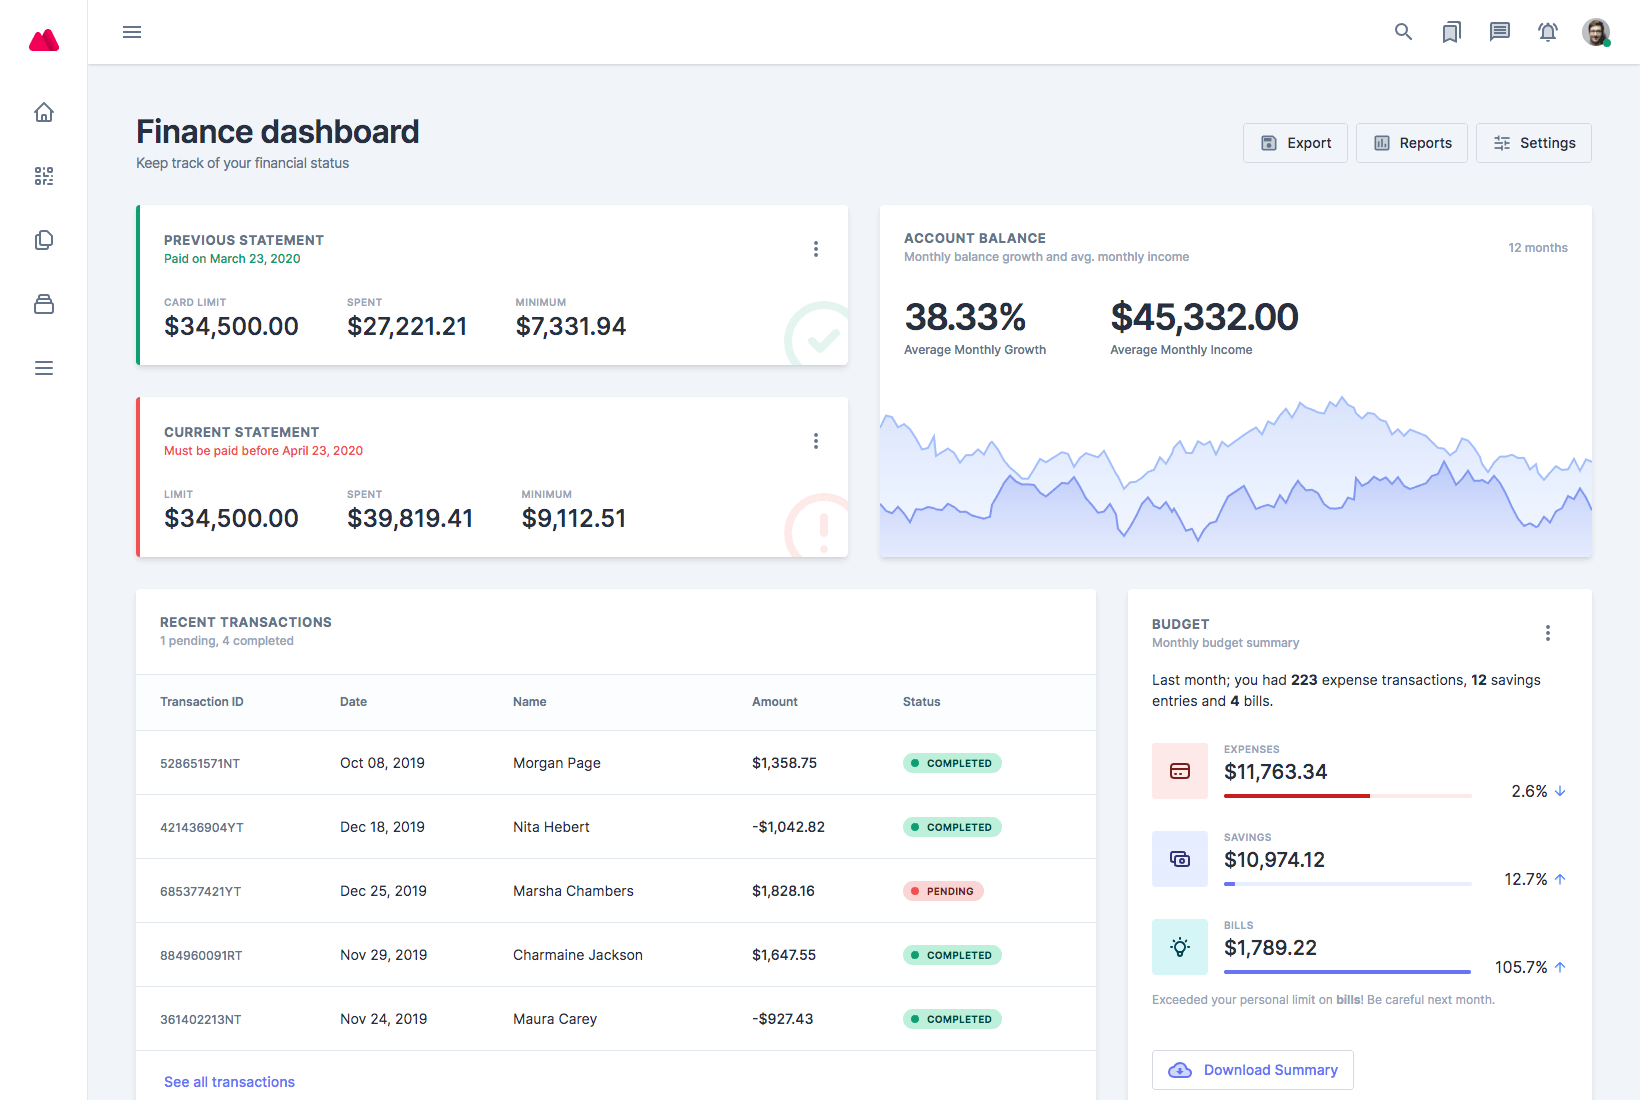 Finance dashboard
Keep track of your financial status
Export
Reports
Settings
PREVIOUS STATEMENT
Paid on March 23, 2020
CARD LIMIT SPENT MINIMUM
$34,500.00 $27,221.21 $7,331.94
CURRENT STATEMENT
Must be paid before April 23, 2020
LIMIT SPENT MINIMUM
$34,500.00 $39,819.41 $9,112.51
ACCOUNT BALANCE
Monthly balance growth and avg. monthly income
12 months
38.33% $45,332.00
Average Monthly Growth Average Monthly Income
RECENT TRANSACTIONS
1 pending, 4 completed
Transaction ID Date Name Amount Status
528651571NT Oct 08, 2019 Morgan Page $1,358.75 COMPLETED
421436904YT Dec 18, 2019 Nita Hebert -$1,042.82 COMPLETED
685377421YT Dec 25, 2019 Marsha Chambers $1,828.16 PENDING
884960091RT Nov 29, 2019 Charmaine Jackson $1,647.55 COMPLETED
361402213NT Nov 24, 2019 Maura Carey -$927.43 COMPLETED
See all transactions
BUDGET
Monthly budget summary
Last month; you had 223 expense transactions, 12 savings
entries and 4 bills.
EXPENSES
$11,763.34
2.6%
SAVINGS
$10,974.12
12.7%
BILLS
$1,789.22
105.7%
Exceeded your personal limit on bills! Be careful next month.
Download Summary